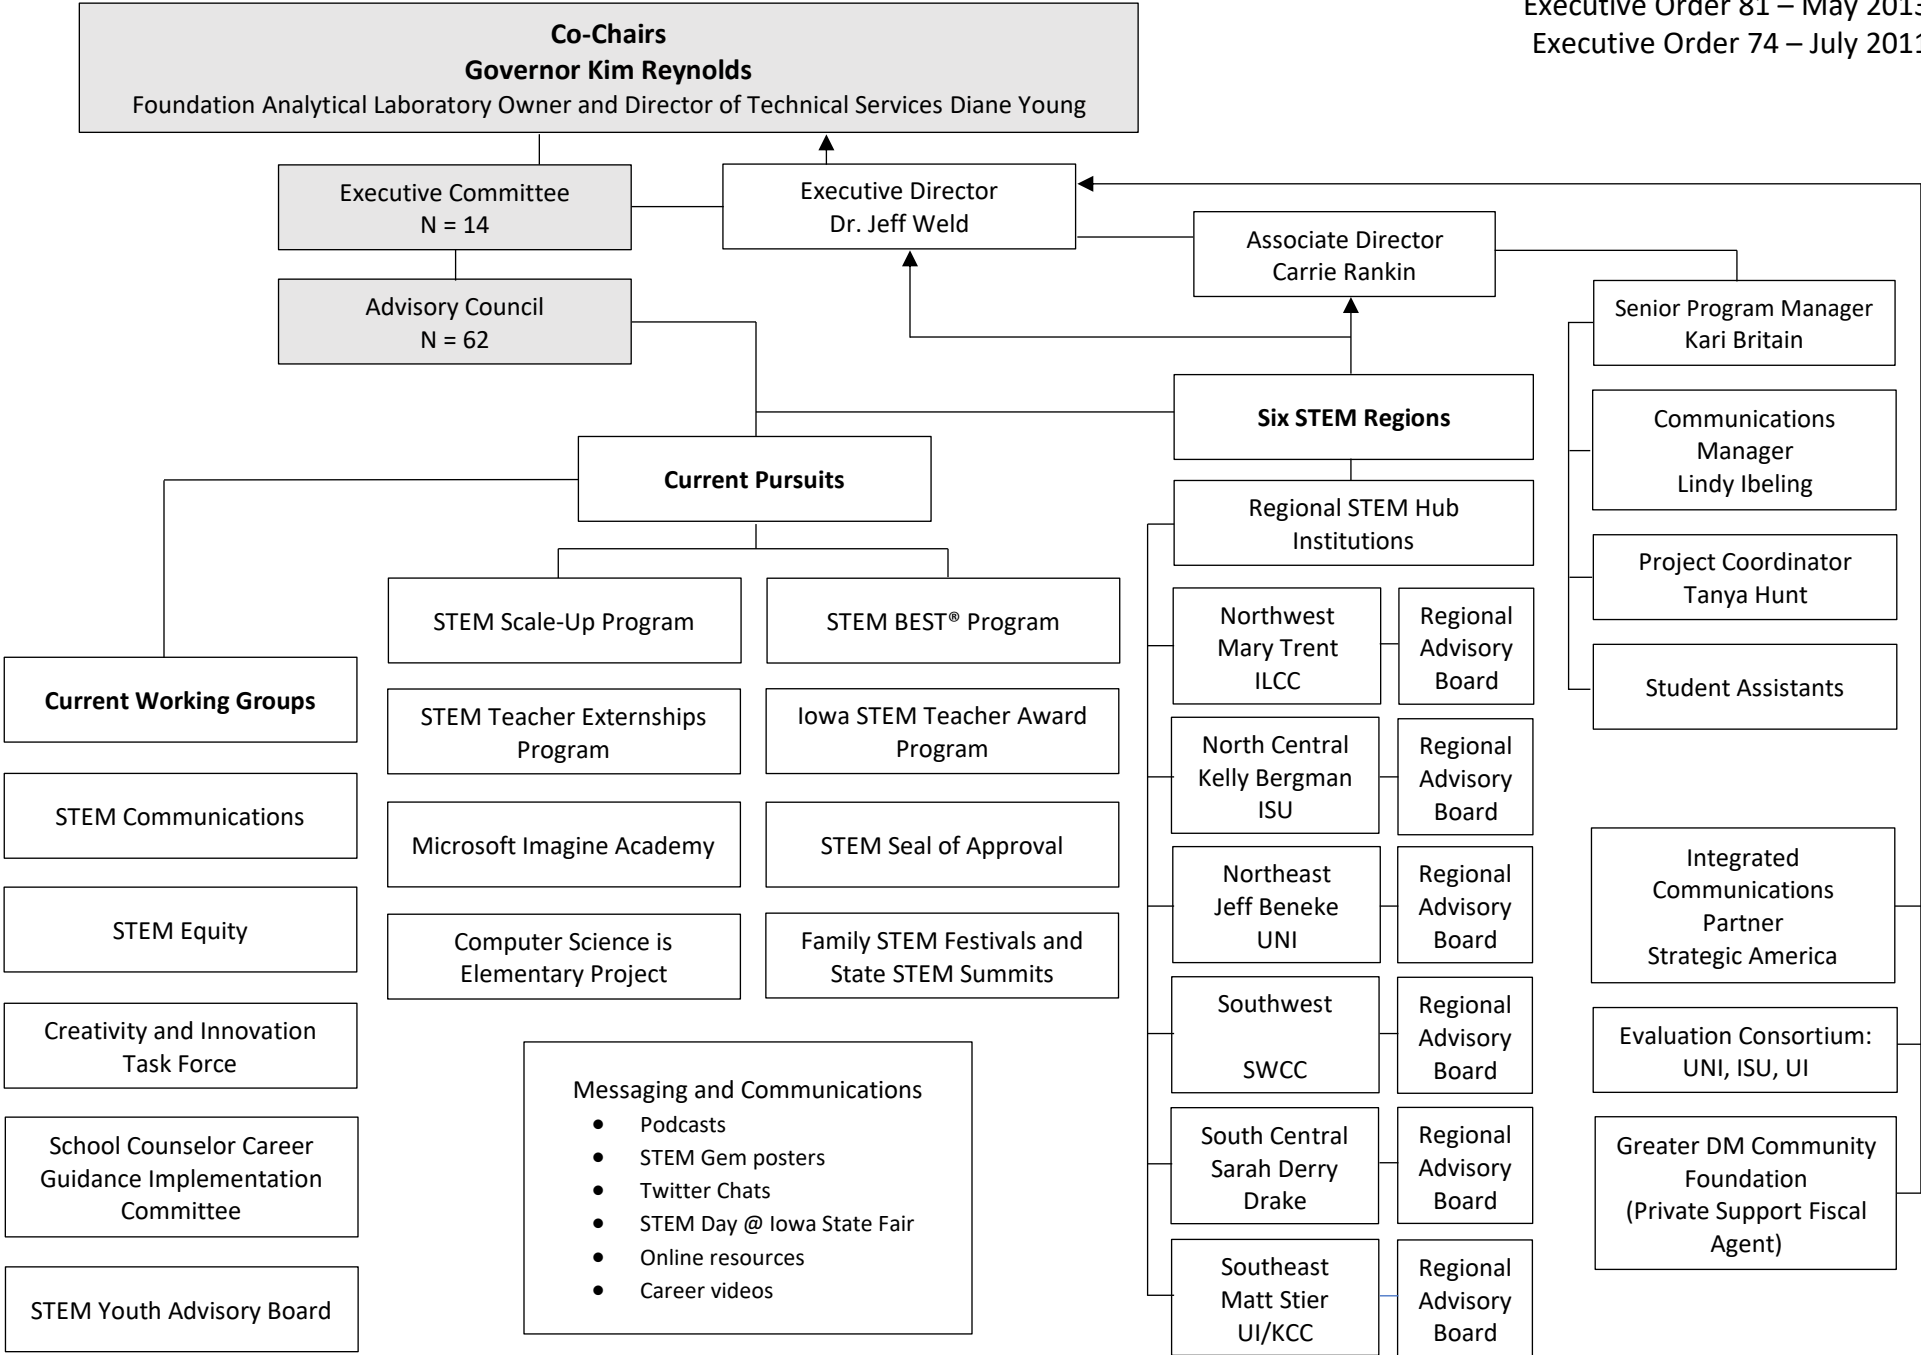 Executive Order 81 – May 2013
Executive Order 74 – July 2011
Co-Chairs
Governor Kim Reynolds
Foundation Analytical Laboratory Owner and Director of Technical Services Diane Young
Executive Committee
N = 14
Executive Director
Dr. Jeff Weld
Associate Director
Carrie Rankin
Advisory Council
N = 62
Senior Program Manager
Kari Britain
Communications
Manager
Lindy Ibeling
Project Coordinator
Tanya Hunt
Student Assistants
Six STEM Regions
Current Pursuits
Regional STEM Hub
Institutions
STEM Scale-Up Program
STEM BEST® Program
STEM Teacher Externships
Program
Iowa STEM Teacher Award
Program
Microsoft Imagine Academy
STEM Seal of Approval
Computer Science is
Elementary Project
Family STEM Festivals and
State STEM Summits
Current Working Groups
STEM Communications
STEM Equity
Creativity and Innovation
Task Force
School Counselor Career
Guidance Implementation
Committee
STEM Youth Advisory Board
Messaging and Communications
• Podcasts
• STEM Gem posters
• Twitter Chats
• STEM Day @ Iowa State Fair
• Online resources
• Career videos
Northwest
Mary Trent
ILCC
Regional
Advisory
Board
North Central
Kelly Bergman
ISU
Regional
Advisory
Board
Northeast
Jeff Beneke
UNI
Regional
Advisory
Board
Southwest
SWCC
Regional
Advisory
Board
South Central
Sarah Derry
Drake
Regional
Advisory
Board
Southeast
Matt Stier
UI/KCC
Regional
Advisory
Board
Integrated
Communications
Partner
Strategic America
Evaluation Consortium:
UNI, ISU, UI
Greater DM Community
Foundation
(Private Support Fiscal
Agent)